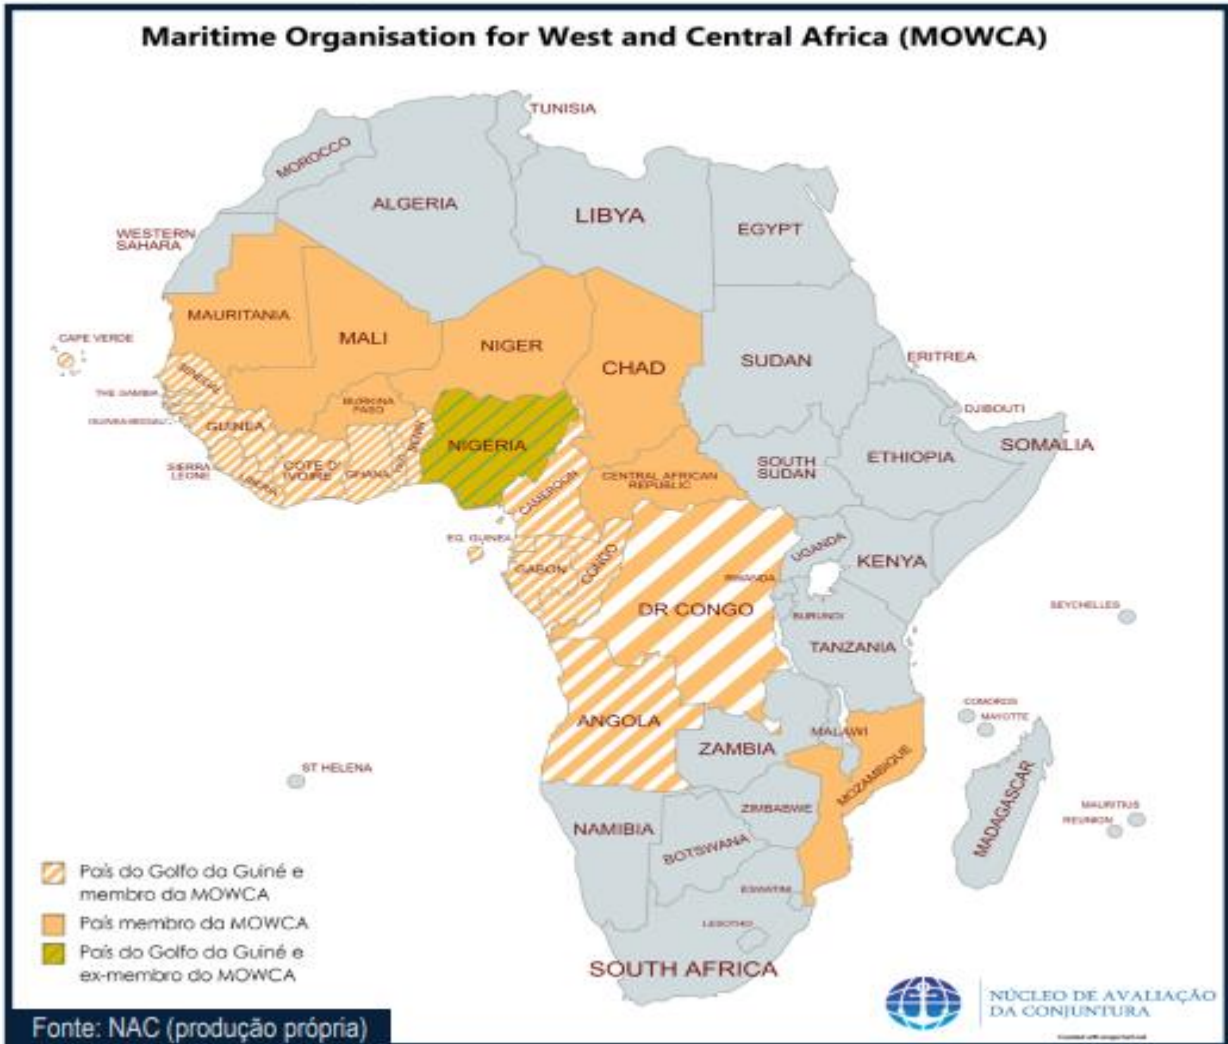 Maritime Organisation for West and Central Africa (MOWCA)
TUNISIA
MOROCCO
ALGERIA
LIBYA
EGYPT
WESTERN
SAHARA
MAURITANIA
MALI
NIGER
CHAD
SUDAN
ERITREA
CAPE VERDE
SENEGAL
THE GAMBIA
GUINEA-BISSAU
GUINEA
SIERRA
LEONE
LIBERIA
COTE D'
IVOIRE
BURKINA
FASO
GHANA
NIGERIA
CAMEROON
CENTRAL AFRICAN
REPUBLIC
SOUTH
SUDAN
ETHIOPIA
DJIBOUTI
SOMALIA
EQ. GUINEA
GABON
CONGO
DR CONGO
UGANDA
KENYA
RWANDA
BURUNDI
TANZANIA
SEYCHELLES
COMOROS
MAYOTTE
ANGOLA
ZAMBIA
MALAWI
MOZAMBIQUE
ST HELENA
MADAGASCAR
MAURITIUS
REUNION
NAMIBIA
BOTSWANA
ZIMBABWE
ESWATINI
LESOTHO
SOUTH AFRICA
País do Golfo da Guiné e
membro da MOWCA
País membro da MOWCA
País do Golfo da Guiné e
ex-membro do MOWCA
Fonte: NAC (produção própria)
NÚCLEO DE AVALIAÇÃO
DA CONJUNTURA